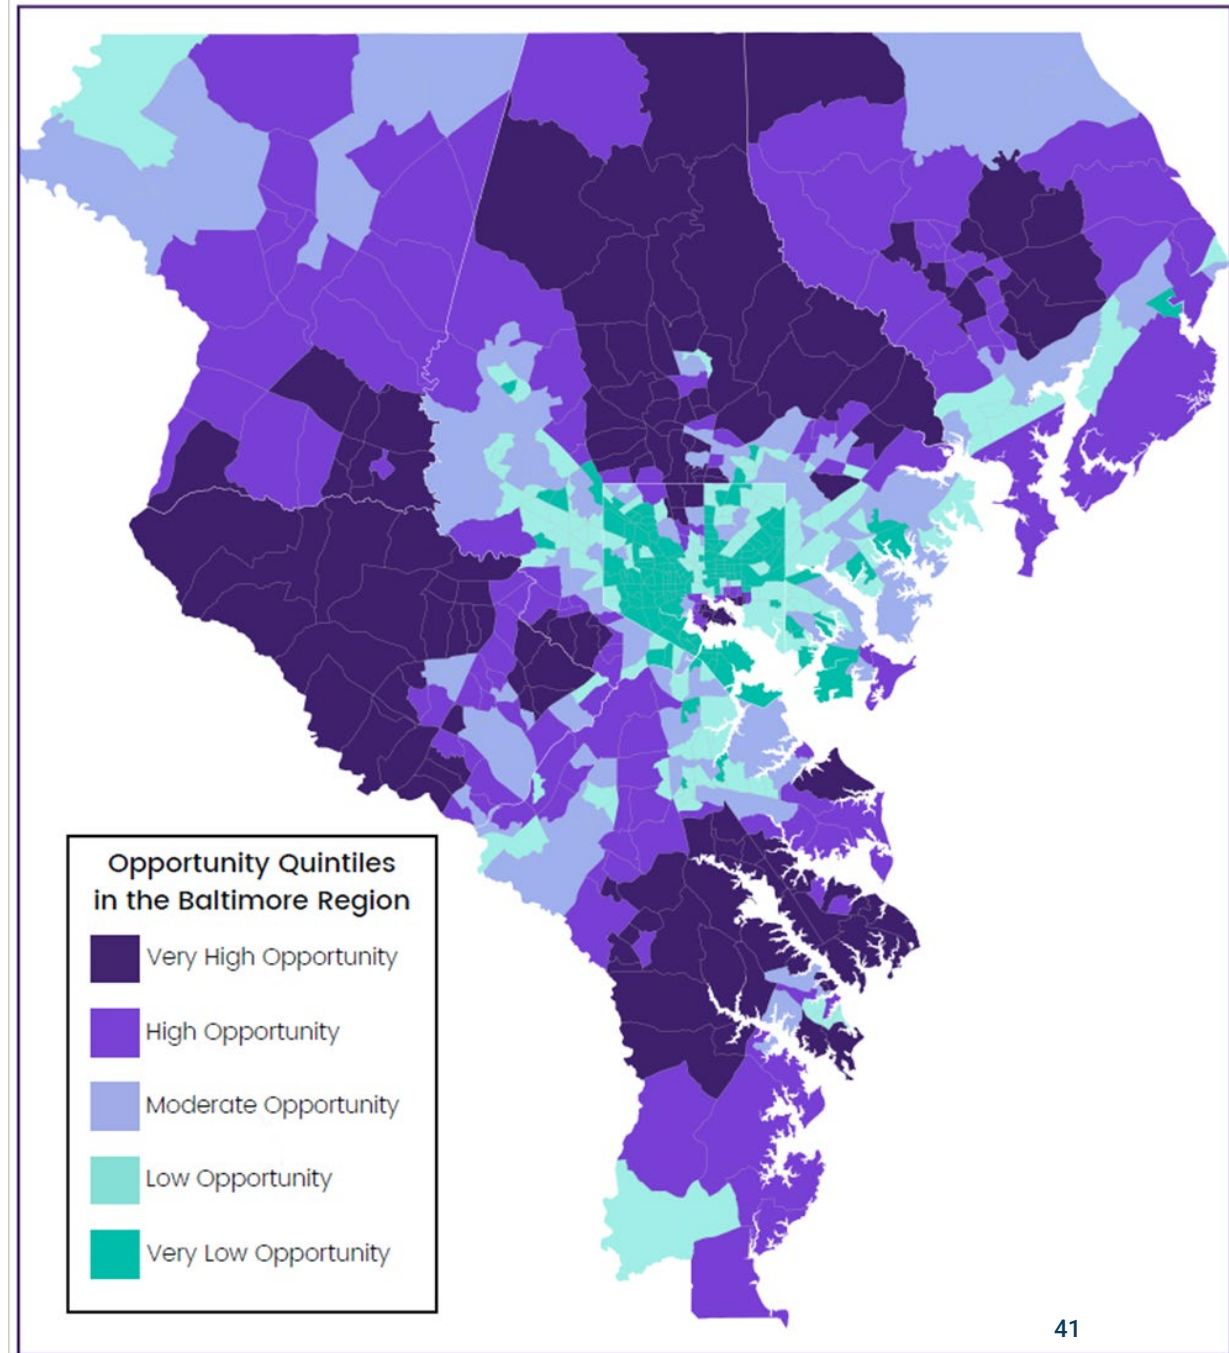 Opportunity Quintiles
in the Baltimore Region
Very High Opportunity
High Opportunity
Moderate Opportunity
Low Opportunity
Very Low Opportunity
41